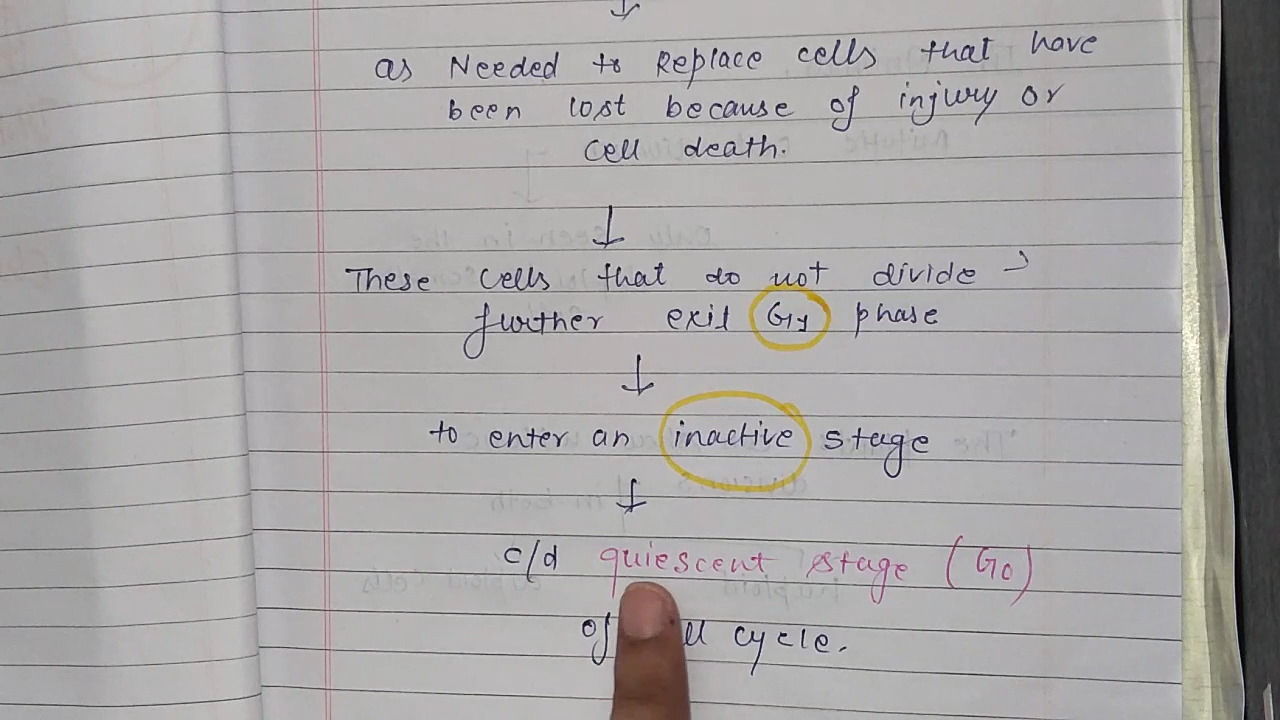 as Needed to Replace cells that have
been lost because of injury or
cell death.
These cells that do not divide
further exit G1 phase
to enter an inactive stage
c/d quiescent stage (G0)
of cycle.